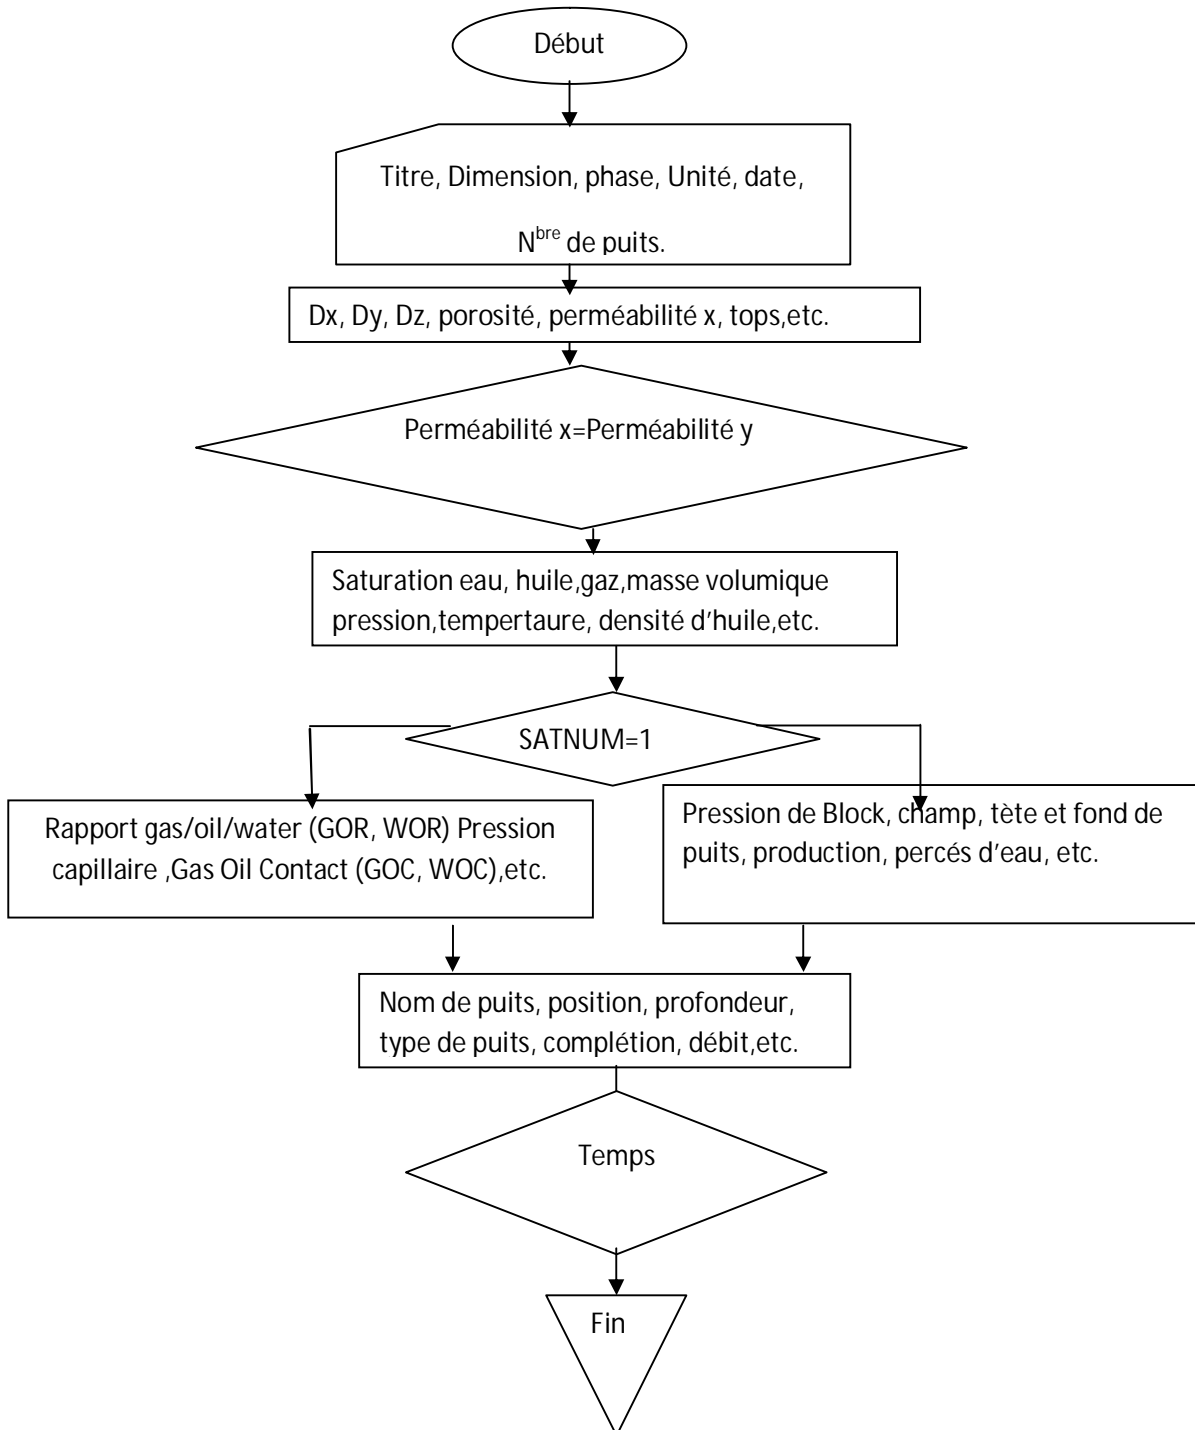 Début
Titre, Dimension, phase, Unité, date,
Nbre de puits.
Dx, Dy, Dz, porosité, perméabilité x, tops,etc.
Perméabilité x=Perméabilité y
Saturation eau, huile,gaz,masse volumique
pression,tempertaure, densité d'huile,etc.
SATNUM=1
Rapport gas/oil/water (GOR, WOR) Pression
capillaire ,Gas Oil Contact (GOC, WOC),etc.
Pression de Block, champ, tète et fond de
puits, production, percés d'eau, etc.
Nom de puits, position, profondeur,
type de puits, complétion, débit,etc.
Temps
Fin